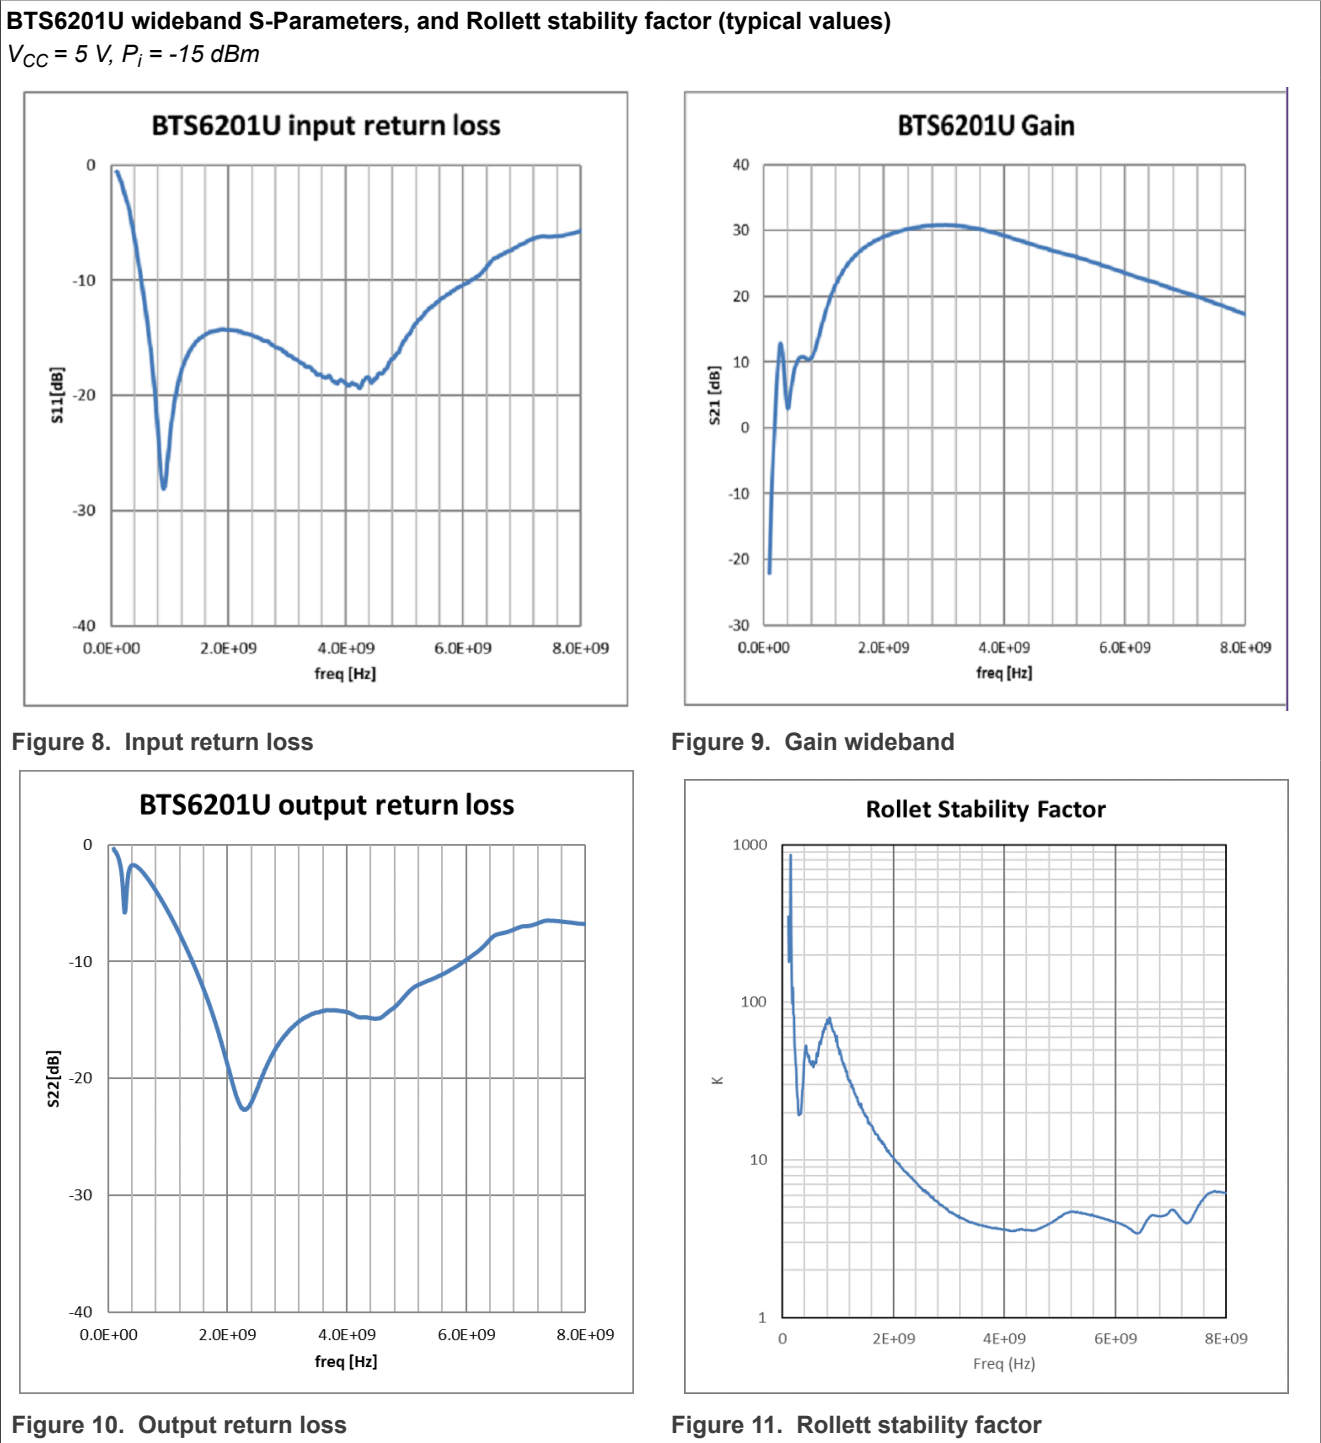 BTS6201U wideband S-Parameters, and Rollett stability factor (typical values)
VCC = 5 V, Pi = -15 dBm
BTS6201U input return loss
0
-10
-20
-30
-40
S11[dB]
0.0E+00 2.0E+09 4.0E+09 6.0E+09 8.0E+09
freq [Hz]
Figure 8. Input return loss
BTS6201U Gain
40
30
20
10
0
-10
-20
-30
S21 [dB]
0.0E+00 2.0E+09 4.0E+09 6.0E+09 8.0E+09
freq [Hz]
Figure 9. Gain wideband
BTS6201U output return loss
0
-10
-20
-30
-40
S22[dB]
0.0E+00 2.0E+09 4.0E+09 6.0E+09 8.0E+09
freq [Hz]
Figure 10. Output return loss
Rollet Stability Factor
1000
100
10
1
K
0 2E+09 4E+09 6E+09 8E+09
Freq (Hz)
Figure 11. Rollett stability factor